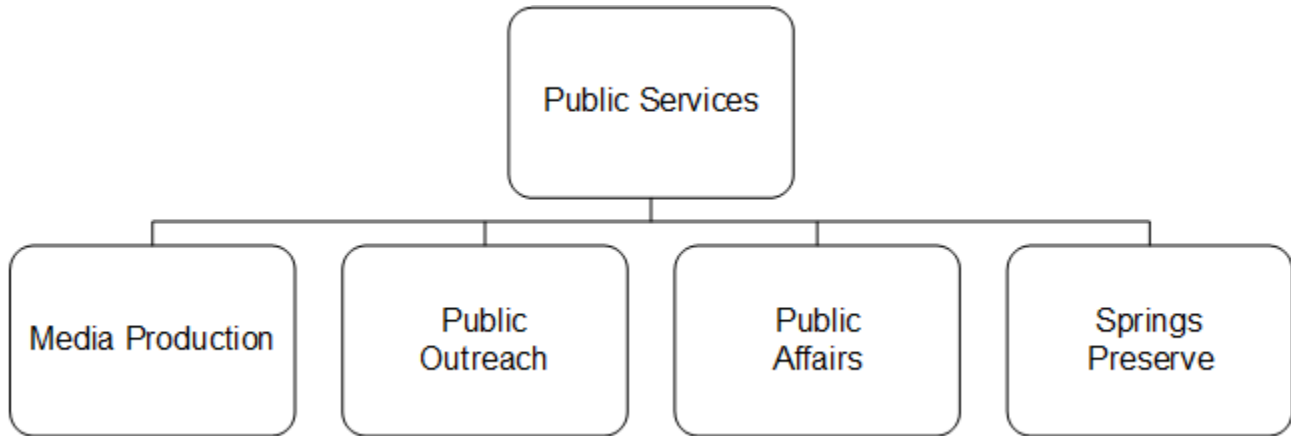 Public Services
Media Production
Public
Outreach
Public
Affairs
Springs
Preserve